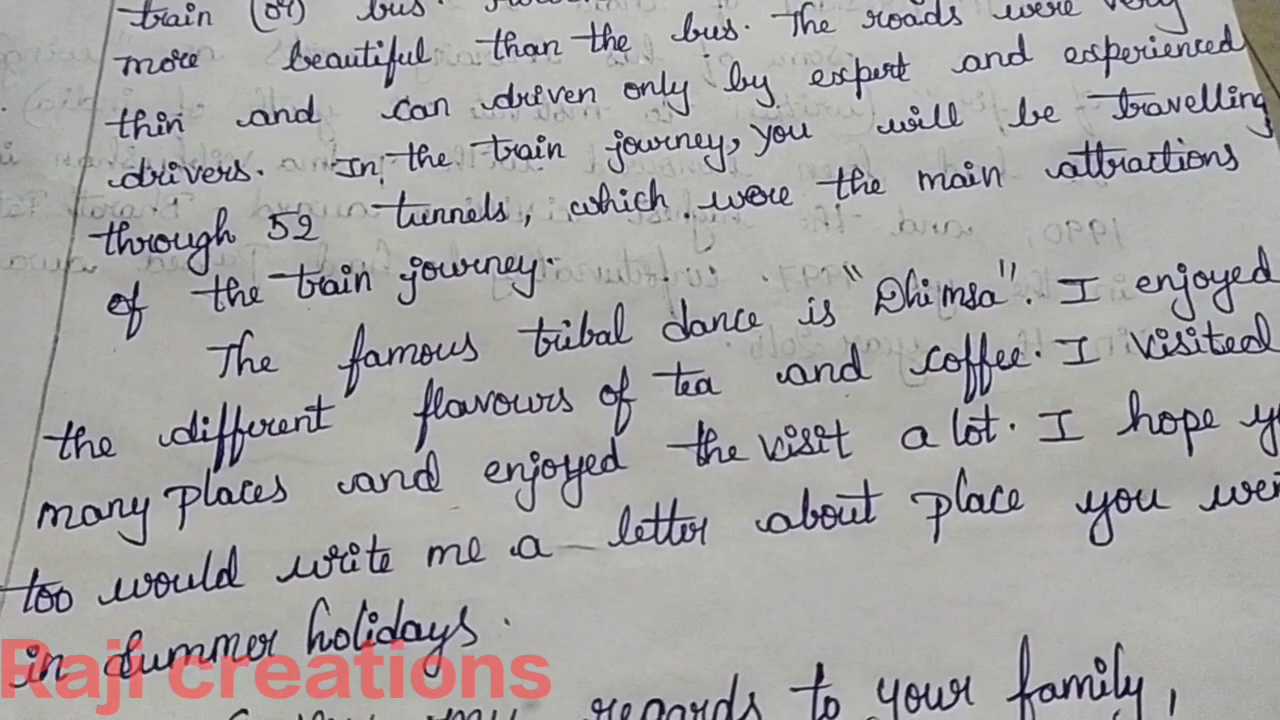 train (or) bus.
more beautiful than the bus. The roads were very
thin and can driven only by expert and experienced
drivers. In the train journey, you will be travelling
through 52 tunnels, which were the main attractions
of the train journey.
The famous tribal dance is "Dhimsa". I enjoyed
the different flavours of tea and coffee. I visited
many places and enjoyed the visit a lot. I hope
too would write me a letter about place you
in summer holidays.
regards to your family,
Raji creations